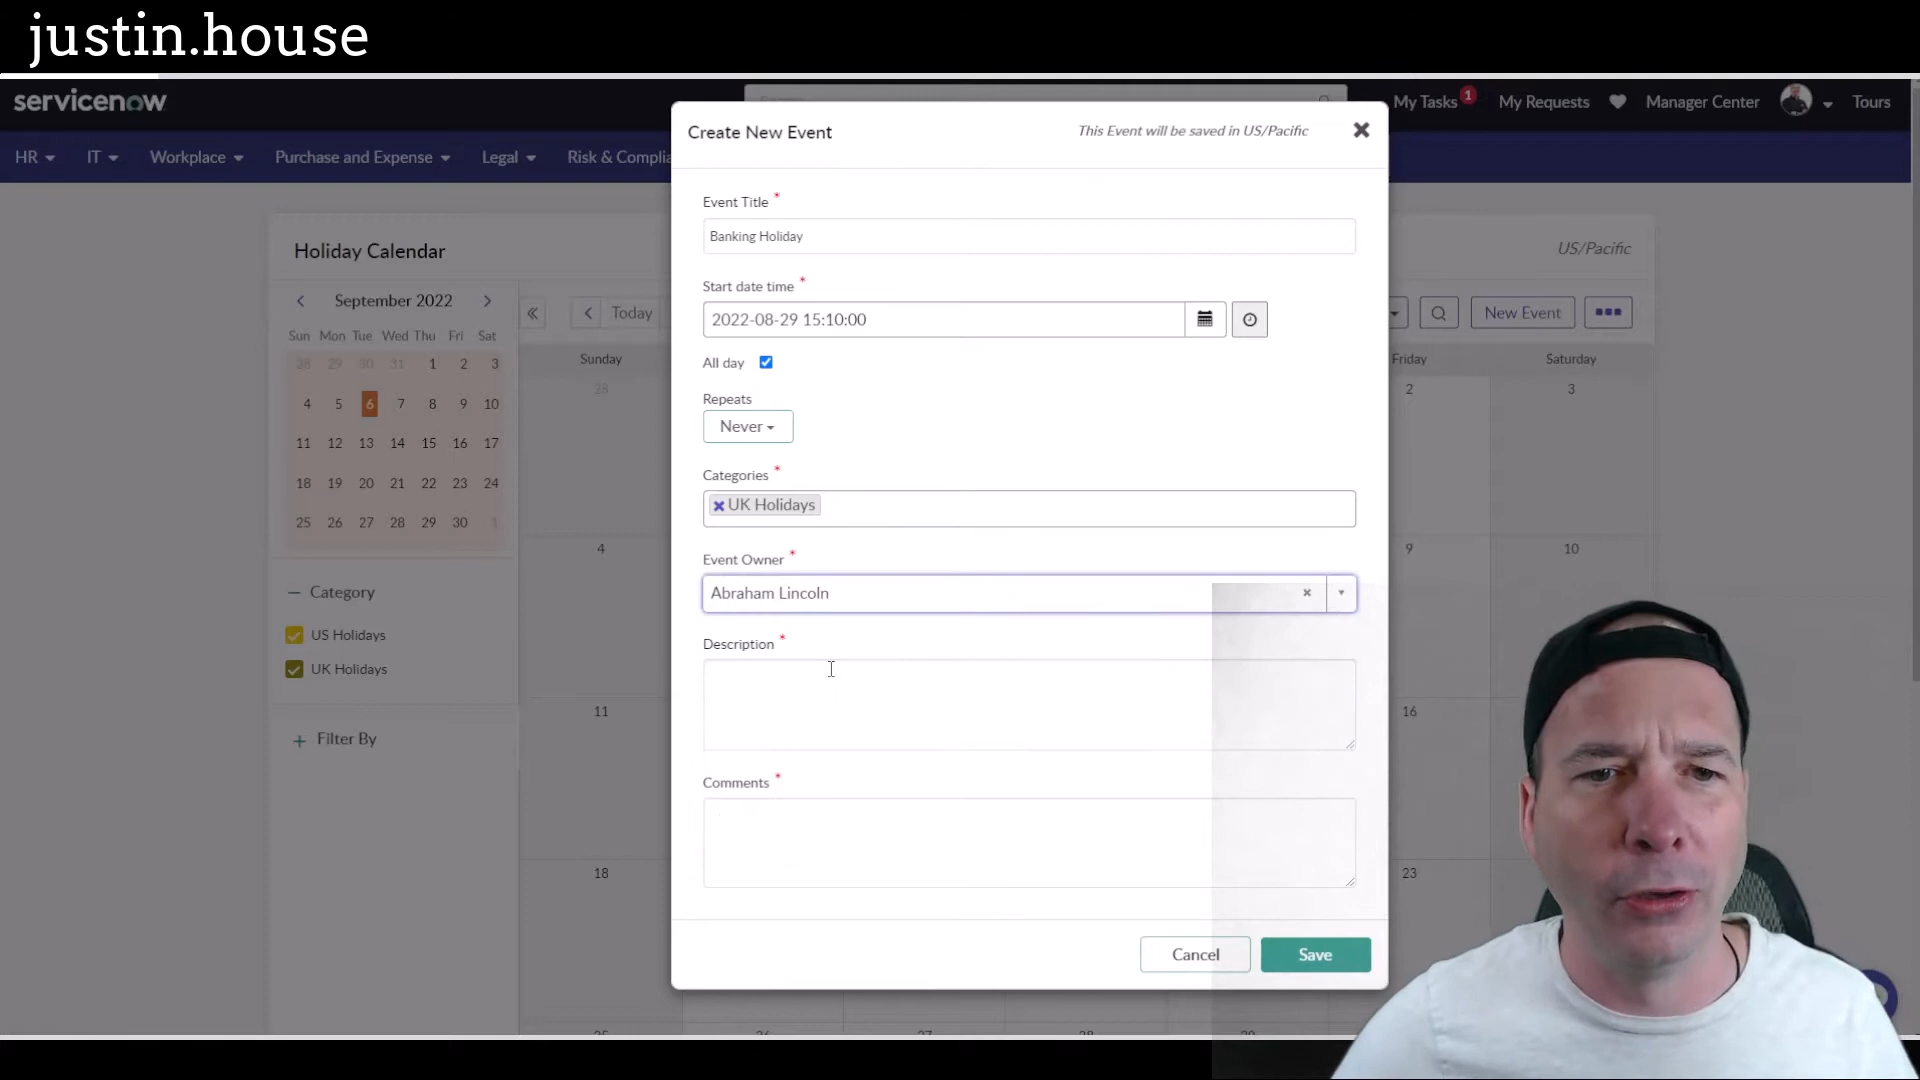 justin.house
servicenow
My Tasks 1 My Requests Manager Center Tours
HR IT Workplace Purchase and Expense Legal Risk & Complia
Create New Event This Event will be saved in US/Pacific
Event Title *
Banking Holiday
Start date time *
2022-08-29 15:10:00
All day
Repeats
Never
Categories *
UK Holidays
Event Owner *
Abraham Lincoln
Description *
Comments *
Cancel Save
Holiday Calendar US/Pacific
September 2022
Sun Mon Tue Wed Thu Fri Sat
28 29 30 31 1 2 3
4 5 6 7 8 9 10
11 12 13 14 15 16 17
18 19 20 21 22 23 24
25 26 27 28 29 30 1
Category
US Holidays
UK Holidays
Filter By
Today New Event
Sunday Friday Saturday
28 2 3
4 9 10
11 16
18 23